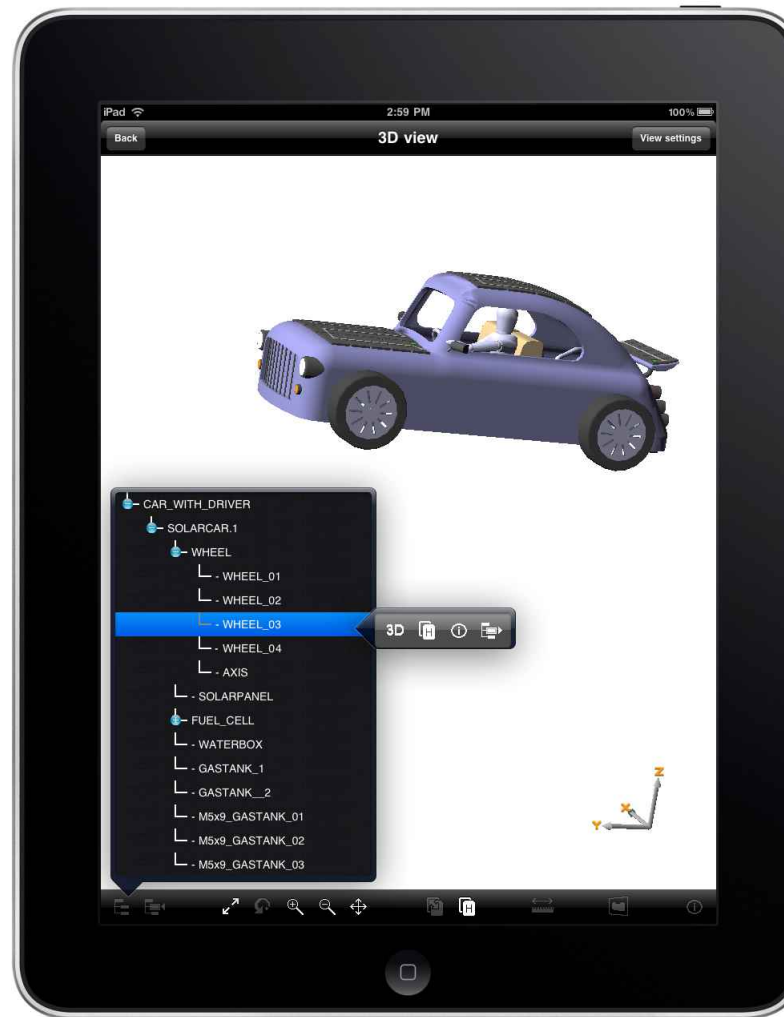 iPad 2:59 PM 100%
Back 3D view View settings
CAR_WITH_DRIVER
SOLARCAR.1
WHEEL
- WHEEL_01
- WHEEL_02
- WHEEL_03
3D H i
- WHEEL_04
- AXIS
- SOLARPANEL
FUEL_CELL
- WATERBOX
- GASTANK_1
- GASTANK__2
- M5x9_GASTANK_01
- M5x9_GASTANK_02
- M5x9_GASTANK_03
Z
X
Y
H i